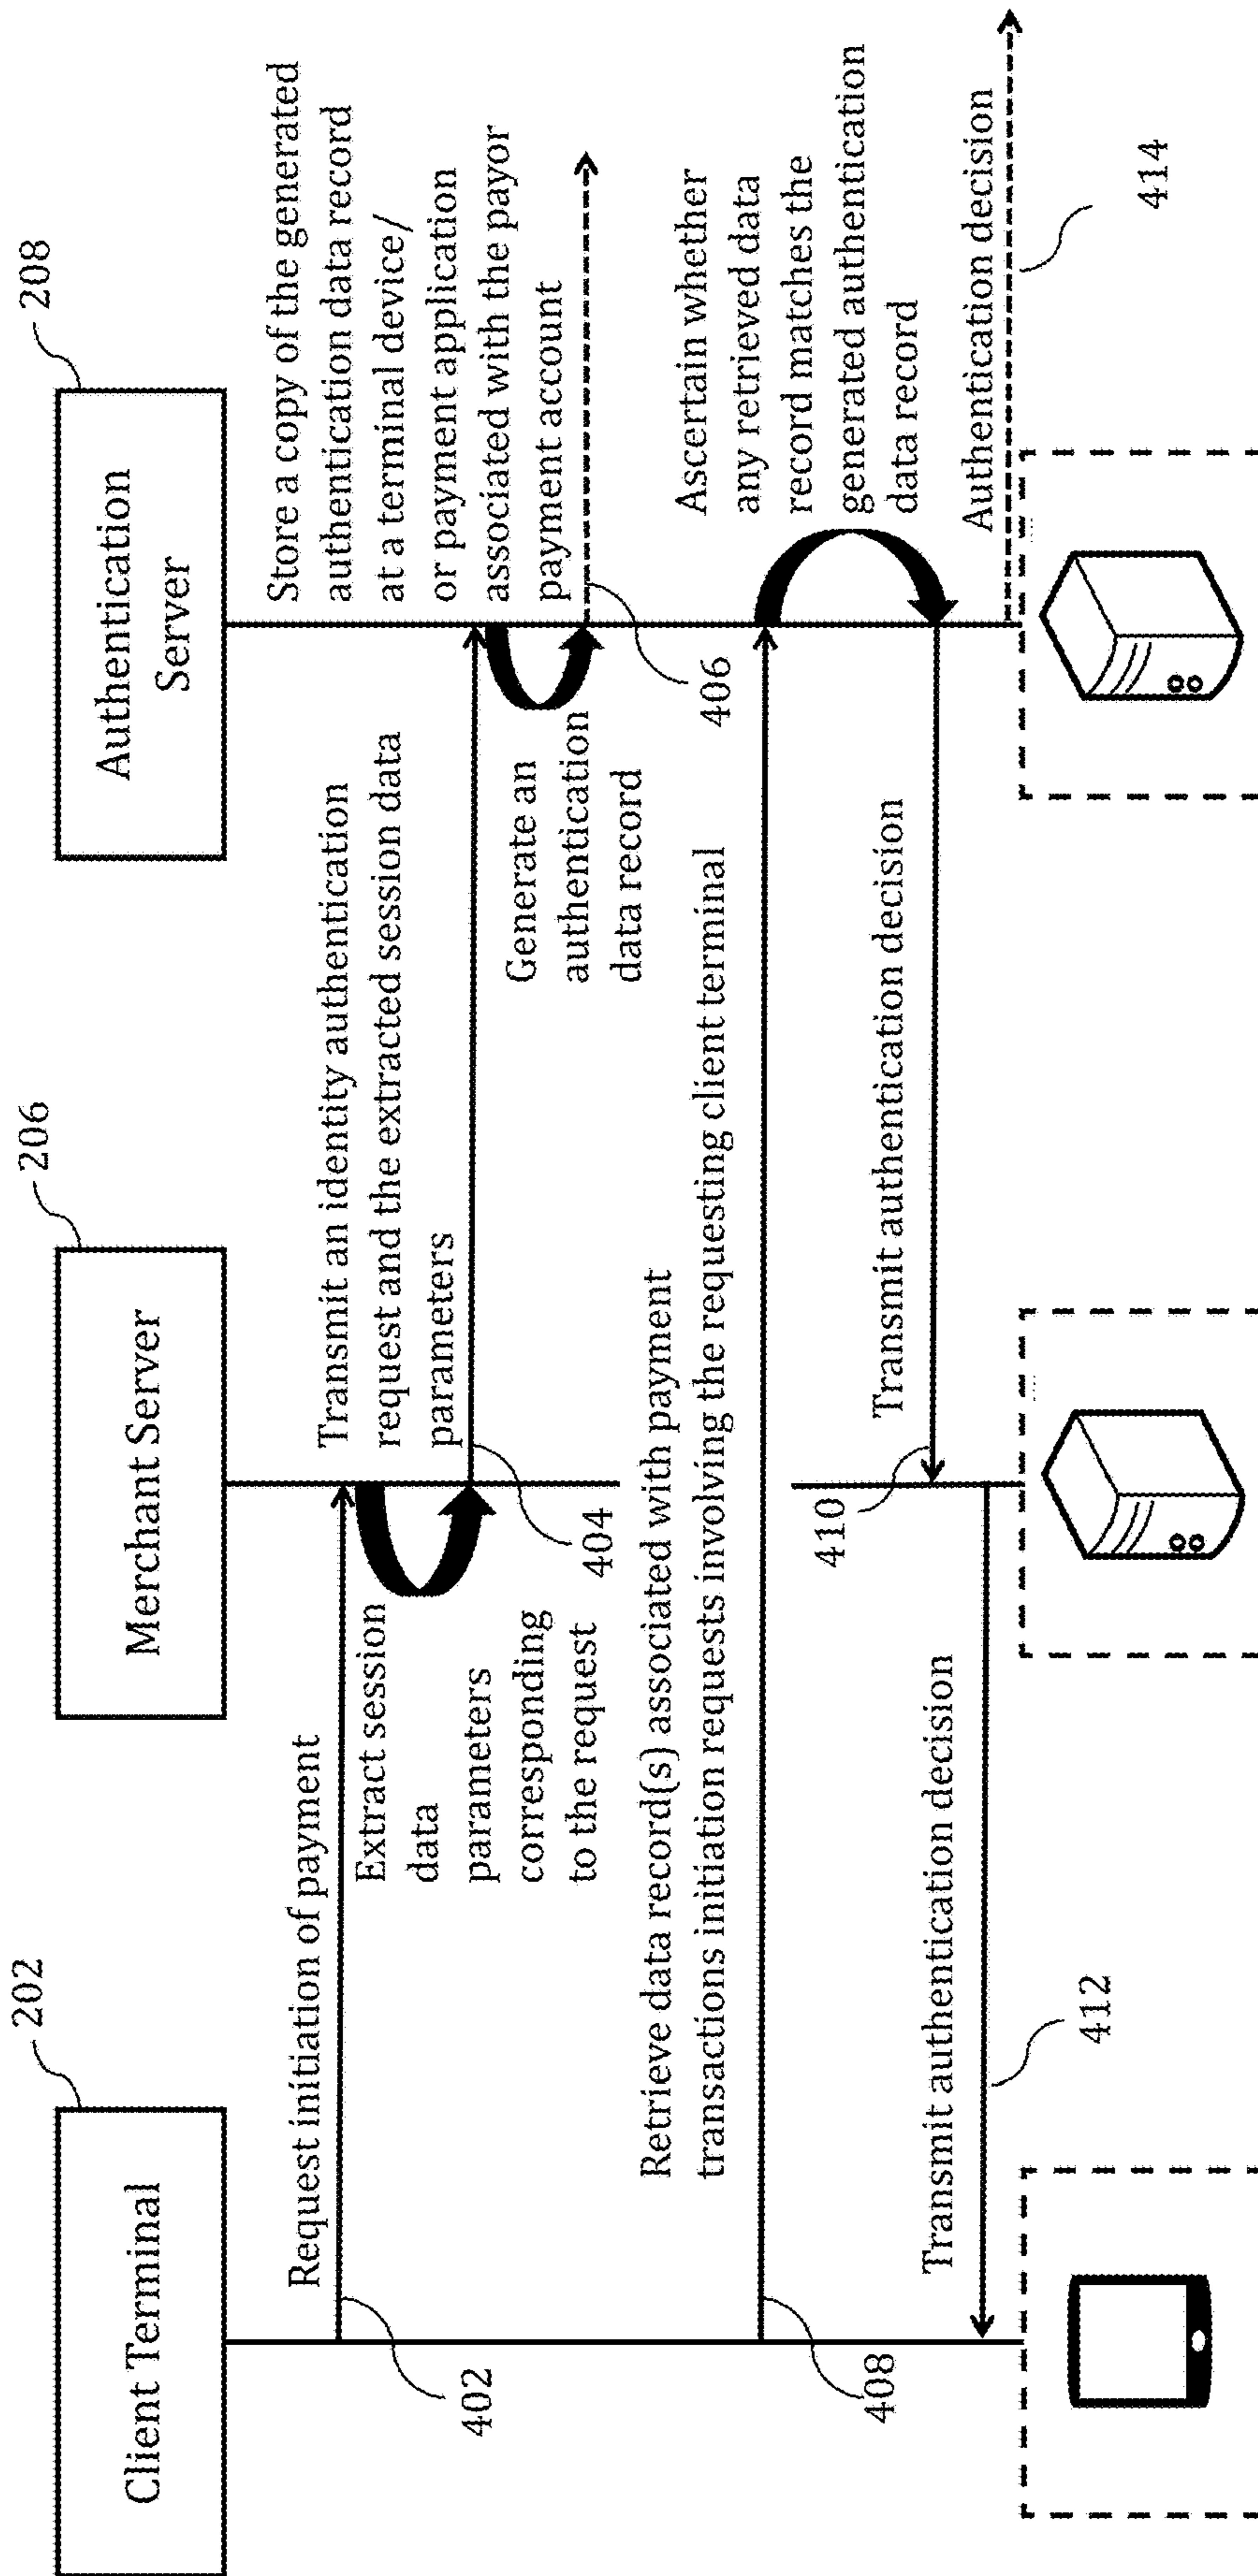 202
206
208
Client Terminal
Merchant Server
Authentication
Server
Request initiation of payment
402
Extract session
data
parameters
corresponding
to the request
Transmit an identity authentication
request and the extracted session data
parameters
404
Generate an
authentication
data record
Store a copy of the generated
authentication data record
at a terminal device/
or payment application
associated with the payor
payment account
406
Retrieve data record(s) associated with payment
transactions initiation requests involving the requesting client terminal
408
Ascertain whether
any retrieved data
record matches the
generated authentication
data record
Transmit authentication decision
410
Transmit authentication decision
412
Authentication decision
414